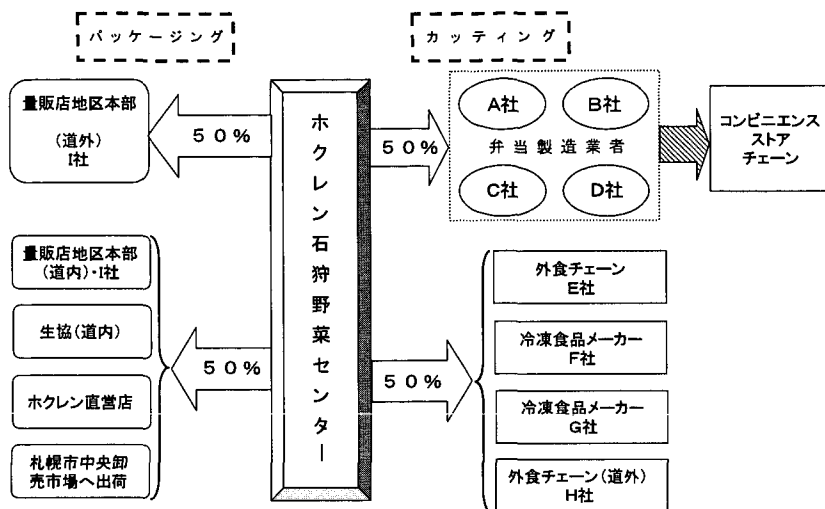 パッケージング
カッティング
量販店地区本部
(道外)
I社
50%
ホクレン石狩野菜センター
50%
A社
B社
弁当製造業者
C社
D社
コンビニエンス
ストア
チェーン
量販店地区本部
(道内)・I社
生協(道内)
ホクレン直営店
札幌市中央卸
売市場へ出荷
50%
50%
外食チェーン
E社
冷凍食品メーカー
F社
冷凍食品メーカー
G社
外食チェーン(道外)
H社